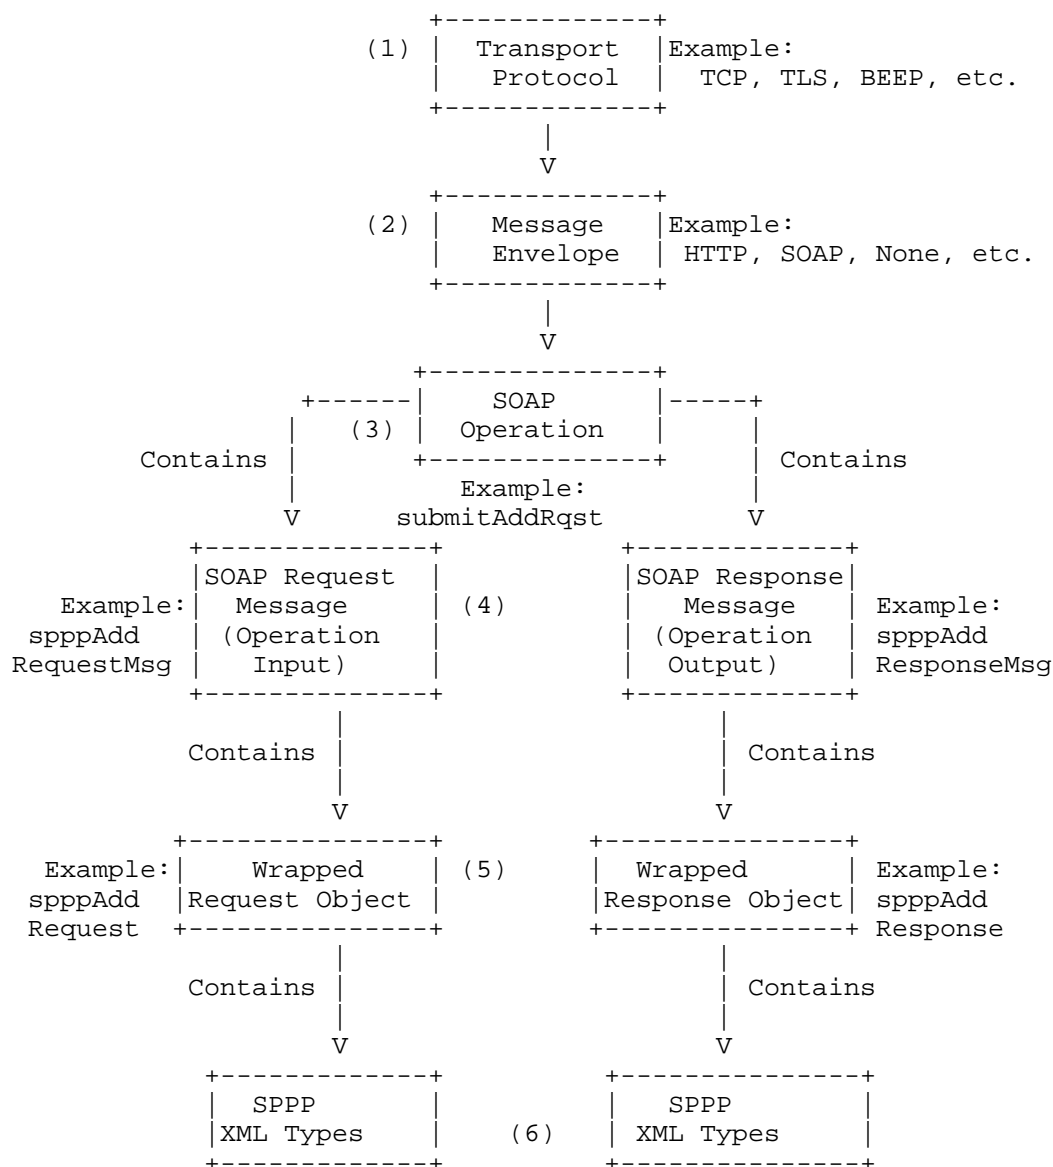 (1) Transport Example:
Protocol TCP, TLS, BEEP, etc.
V
(2) Message Example:
Envelope HTTP, SOAP, None, etc.
V
SOAP
(3) Operation
Contains Contains
Example:
V submitAddRqst V
SOAP Request SOAP Response
Example: Message (4) Message Example:
spppAdd (Operation (Operation spppAdd
RequestMsg Input) Output) ResponseMsg
Contains Contains
V V
Example: Wrapped (5) Wrapped Example:
spppAdd Request Object Response Object spppAdd
Request Response
Contains Contains
V V
SPPP SPPP
XML Types (6) XML Types